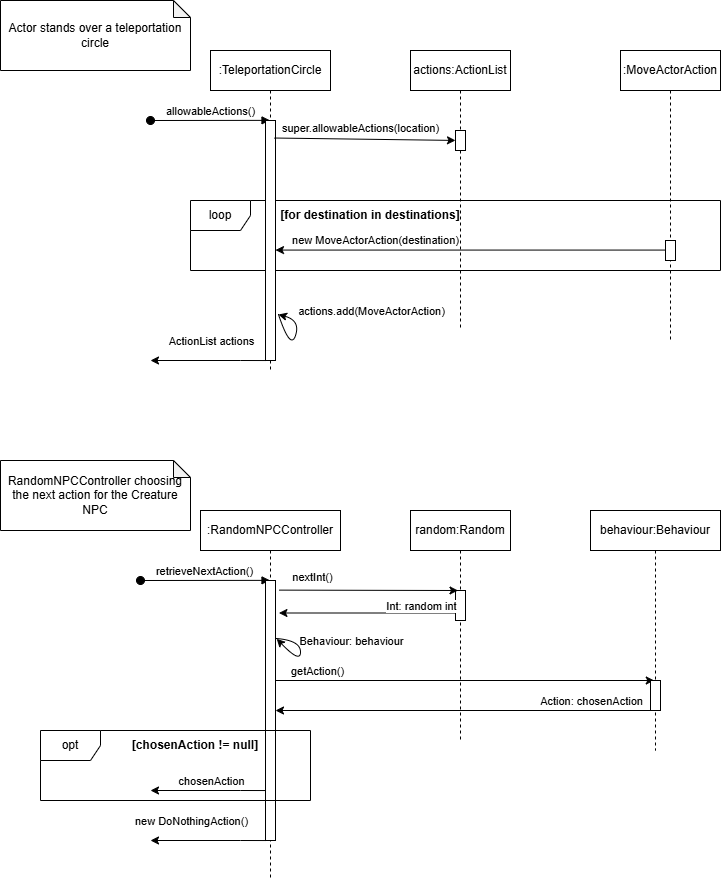 Actor stands over a teleportation
circle
:TeleportationCircle
actions:ActionList
:MoveActorAction
allowableActions()
super.allowableActions(location)
loop
[for destination in destinations]
new MoveActorAction(destination)
actions.add(MoveActorAction)
ActionList actions
RandomNPCController choosing
the next action for the Creature
NPC
:RandomNPCController
random:Random
behaviour:Behaviour
retrieveNextAction()
nextInt()
Int: random int
Behaviour: behaviour
getAction()
Action: chosenAction
opt
[chosenAction != null]
chosenAction
new DoNothingAction()